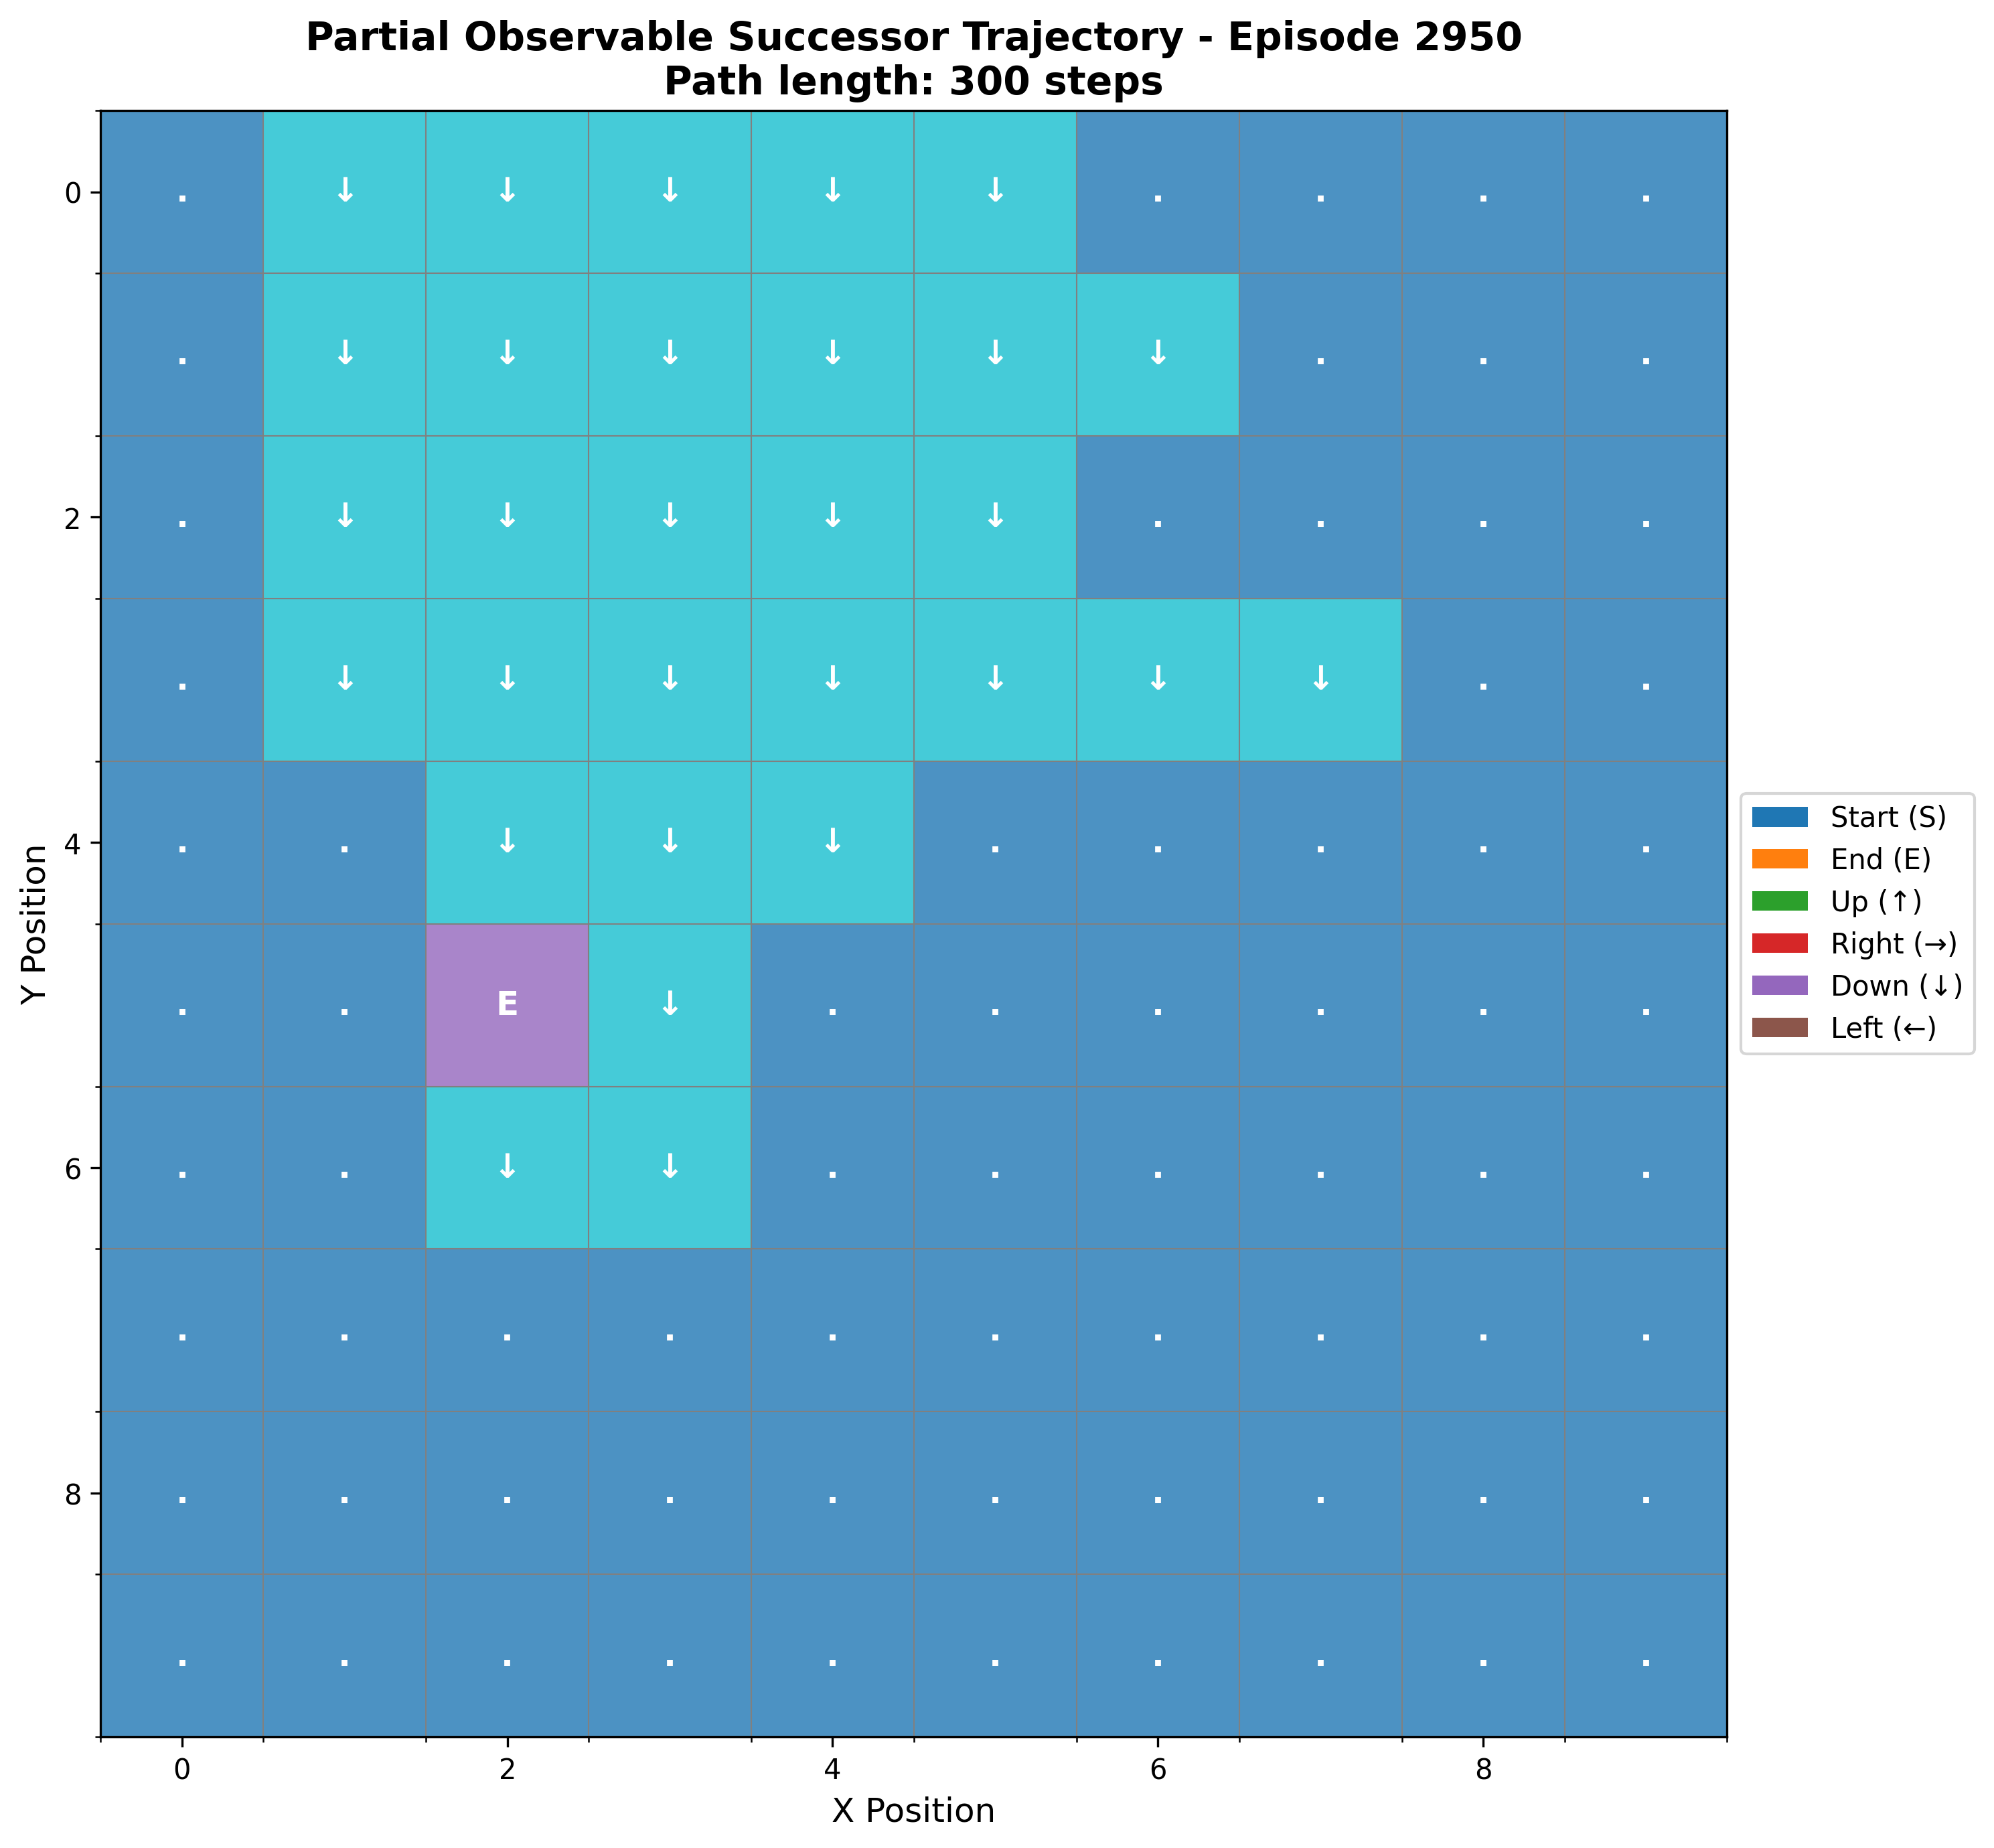 Partial Observable Successor Trajectory - Episode 2950
Path length: 300 steps
0 . ↓ ↓ ↓ ↓ ↓ . . . .
. ↓ ↓ ↓ ↓ ↓ ↓ . . .
2 . ↓ ↓ ↓ ↓ ↓ . . . .
. ↓ ↓ ↓ ↓ ↓ ↓ ↓ . .
4 . . ↓ ↓ ↓ . . . . .
. . E ↓ . . . . . .
6 . . ↓ ↓ . . . . . .
. . . . . . . . . .
8 . . . . . . . . . .
. . . . . . . . . .
0 2 4 6 8
X Position
Y Position
Start (S)
End (E)
Up (↑)
Right (→)
Down (↓)
Left (←)